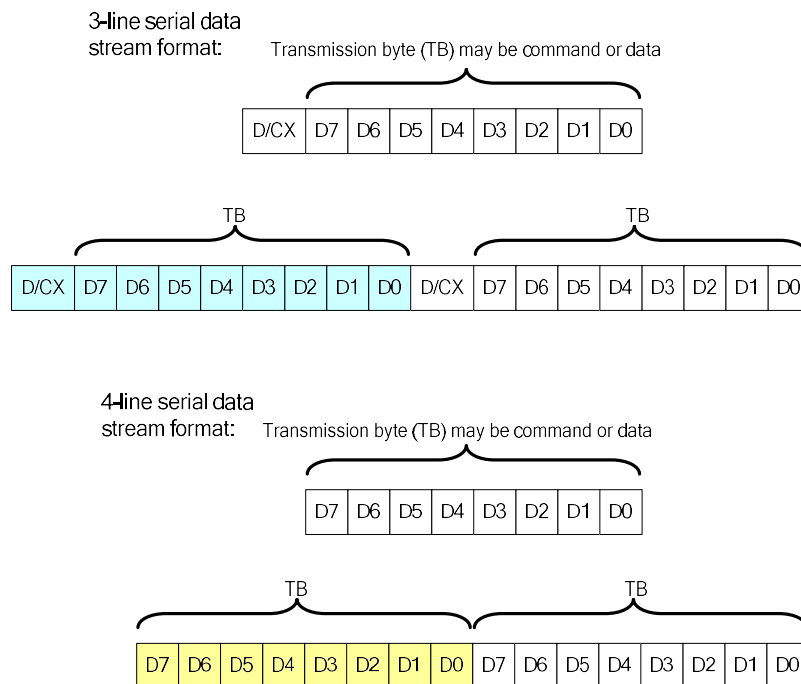 3-line serial data
stream format:
Transmission byte (TB) may be command or data
D/CX D7 D6 D5 D4 D3 D2 D1 D0
TB TB
D/CX D7 D6 D5 D4 D3 D2 D1 D0 D/CX D7 D6 D5 D4 D3 D2 D1 D0
4-line serial data
stream format:
Transmission byte (TB) may be command or data
D7 D6 D5 D4 D3 D2 D1 D0
TB TB
D7 D6 D5 D4 D3 D2 D1 D0 D7 D6 D5 D4 D3 D2 D1 D0